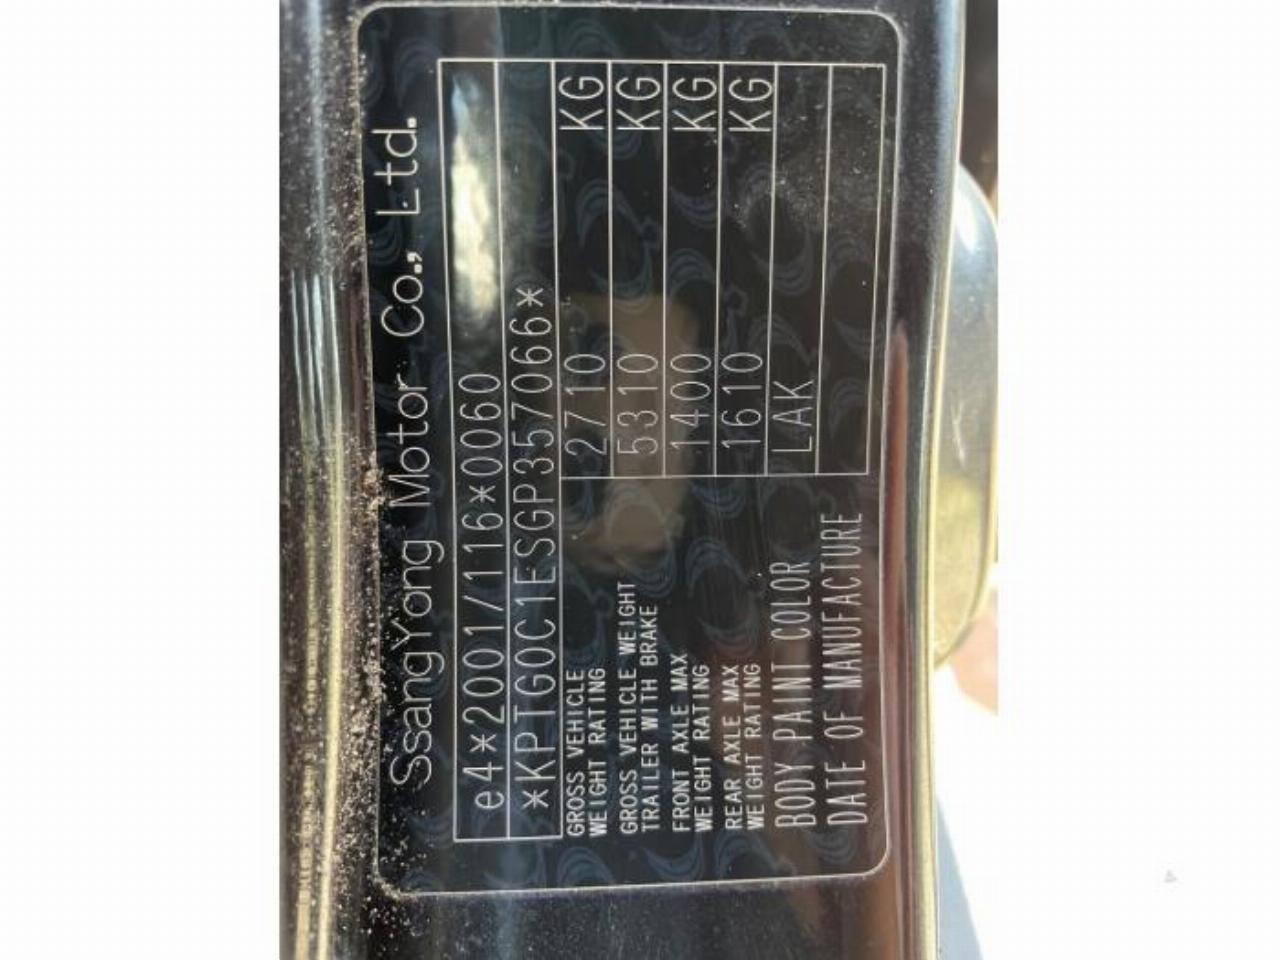 SsangYong Motor Co., Ltd.
e4*2001/116*0060
*KPTG0C1ESGP357066*
GROSS VEHICLE WEIGHT RATING 2710 KG
GROSS VEHICLE WEIGHT TRAILER WITH BRAKE 5310 KG
FRONT AXLE MAX WEIGHT RATING 1400 KG
REAR AXLE MAX WEIGHT RATING 1610 KG
BODY PAINT COLOR LAK
DATE OF MANUFACTURE